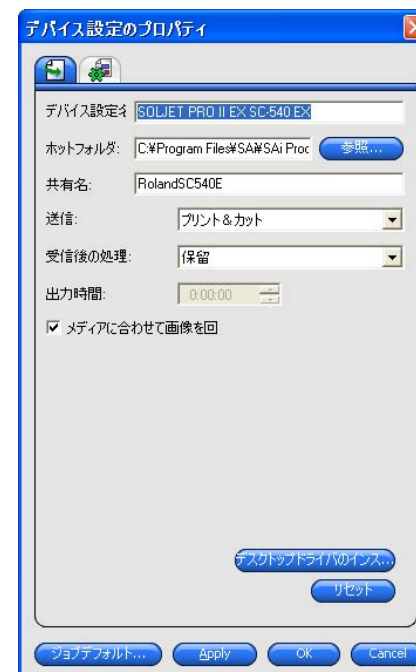 デバイス設定のプロパティ
デバイス設定名 SOLJET PRO II EX SC-540 EX
ホットフォルダ: C:¥Program Files¥SA¥SAi Proc 参照...
共有名: RolandSC540E
送信: プリント＆カット
受信後の処理: 保留
出力時間: 0:00:00
メディアに合わせて画像を回
デスクトップドライバのインス...
リセット
ジョブデフォルト... Apply OK Cancel